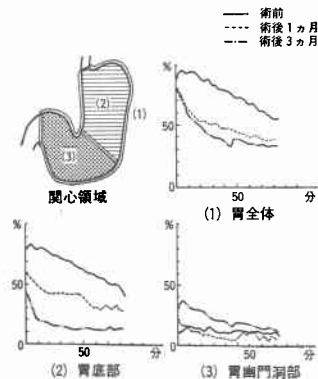 術前
術後1ヵ月
術後3ヵ月
(1)
(2)
(3)
関心領域
%
50
50
分
(1) 胃全体
%
50
50
分
(2) 胃底部
%
50
0
50
分
(3) 胃幽門洞部